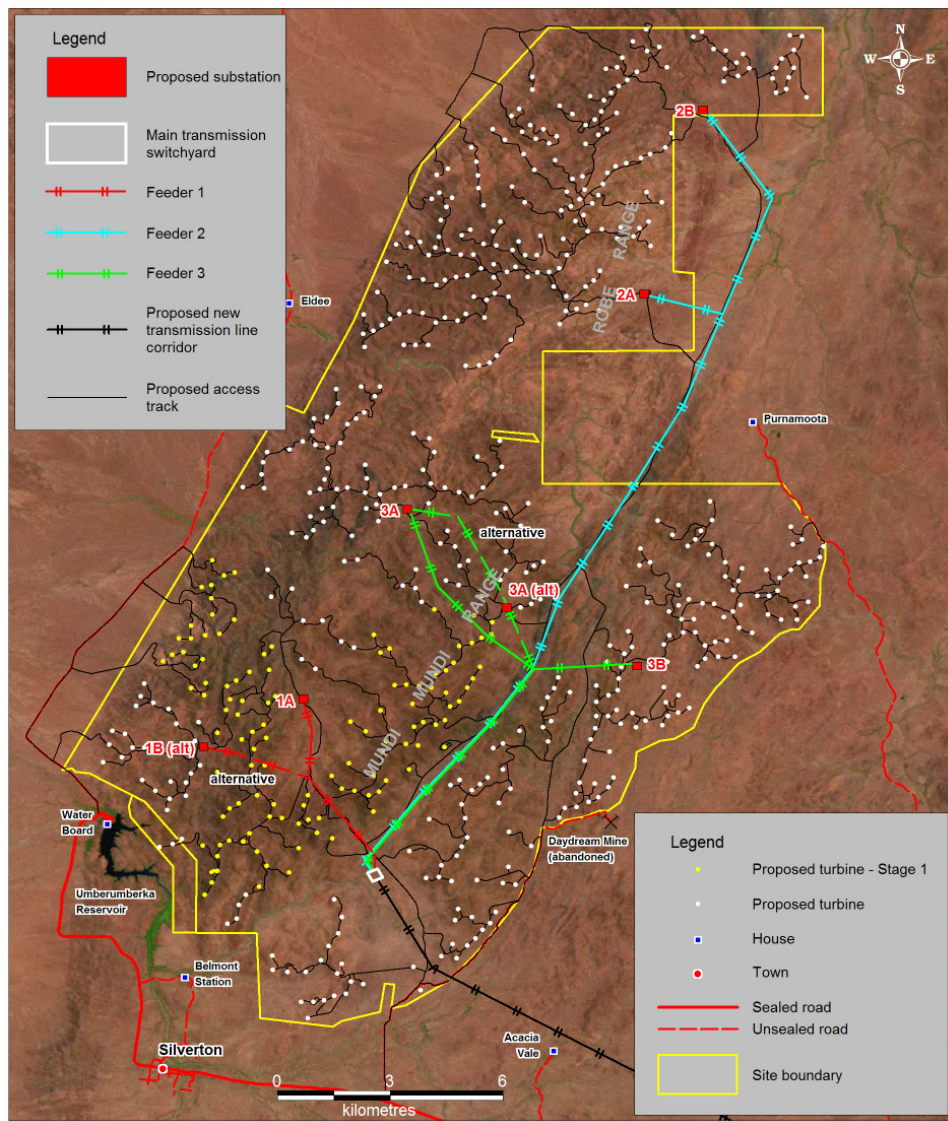 Legend
Proposed substation
Main transmission
switchyard
Feeder 1
Feeder 2
Feeder 3
Proposed new
transmission line
corridor
Proposed access
track
N
W E
S
2B
ROBE RANGE
2A
Eldee
Purnamoota
3A
alternative
3A (alt)
MUNDI MUNDI RANGE
3B
1A
1B (alt)
alternative
Water
Board
Umberumberka
Reservoir
Daydream Mine
(abandoned)
Belmont
Station
Silverton
Acacia
Vale
0 3 6
kilometres
Legend
Proposed turbine - Stage 1
Proposed turbine
House
Town
Sealed road
Unsealed road
Site boundary